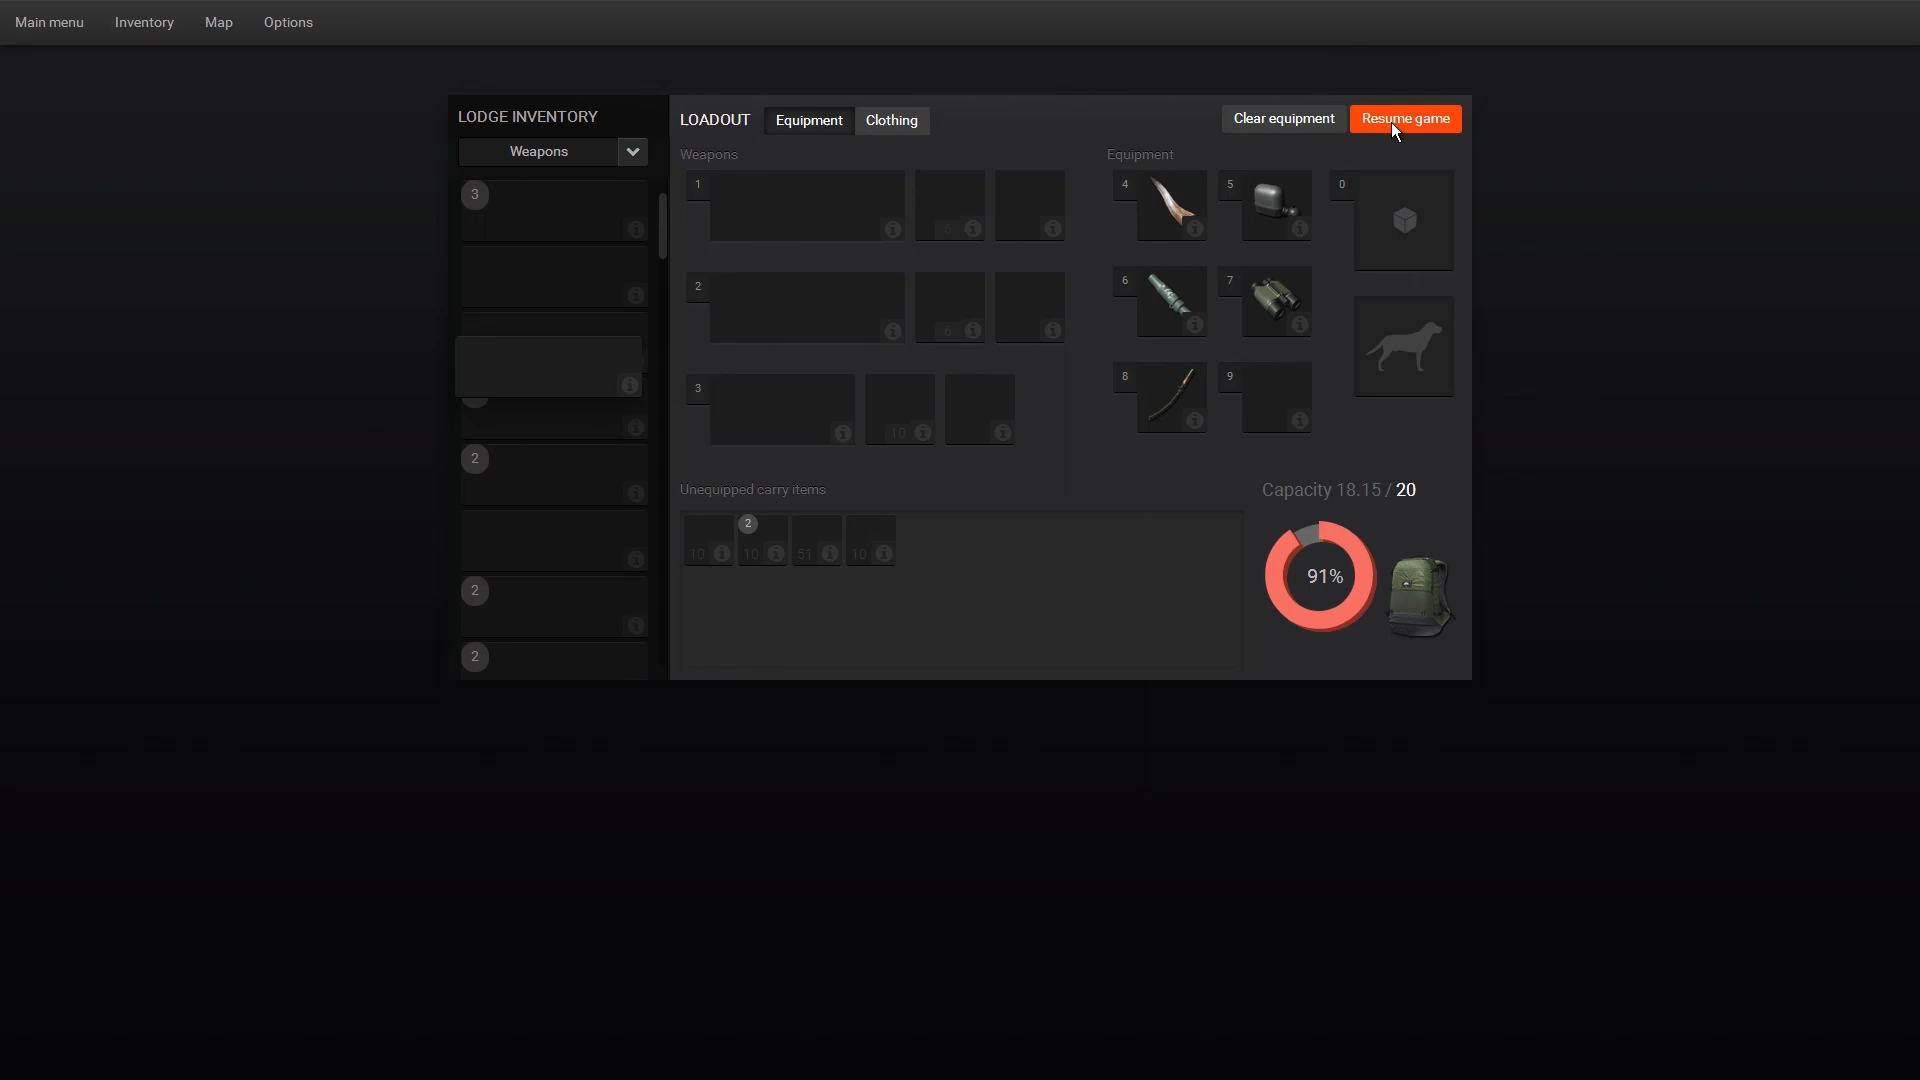 Main menu Inventory Map Options
LODGE INVENTORY
Weapons
3
2
2
2
LOADOUT Equipment Clothing Clear equipment Resume game
Weapons Equipment
1 6 4 5 0
2 6 6 7
3 10 8 9
Unequipped carry items Capacity 18.15 / 20
2
10 10 51 10
91%